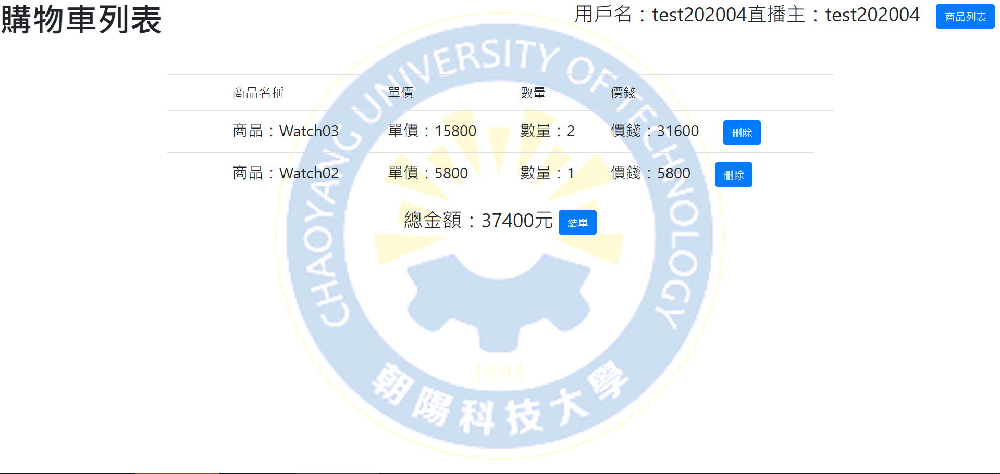 購物車列表
用戶名：test202004直播主：test202004 商品列表
商品名稱 單價 數量 價錢
商品：Watch03 單價：15800 數量：2 價錢：31600 刪除
商品：Watch02 單價：5800 數量：1 價錢：5800 刪除
總金額：37400元 結單
CHAOYANG UNIVERSITY OF TECHNOLOGY
1994
朝陽科技大學